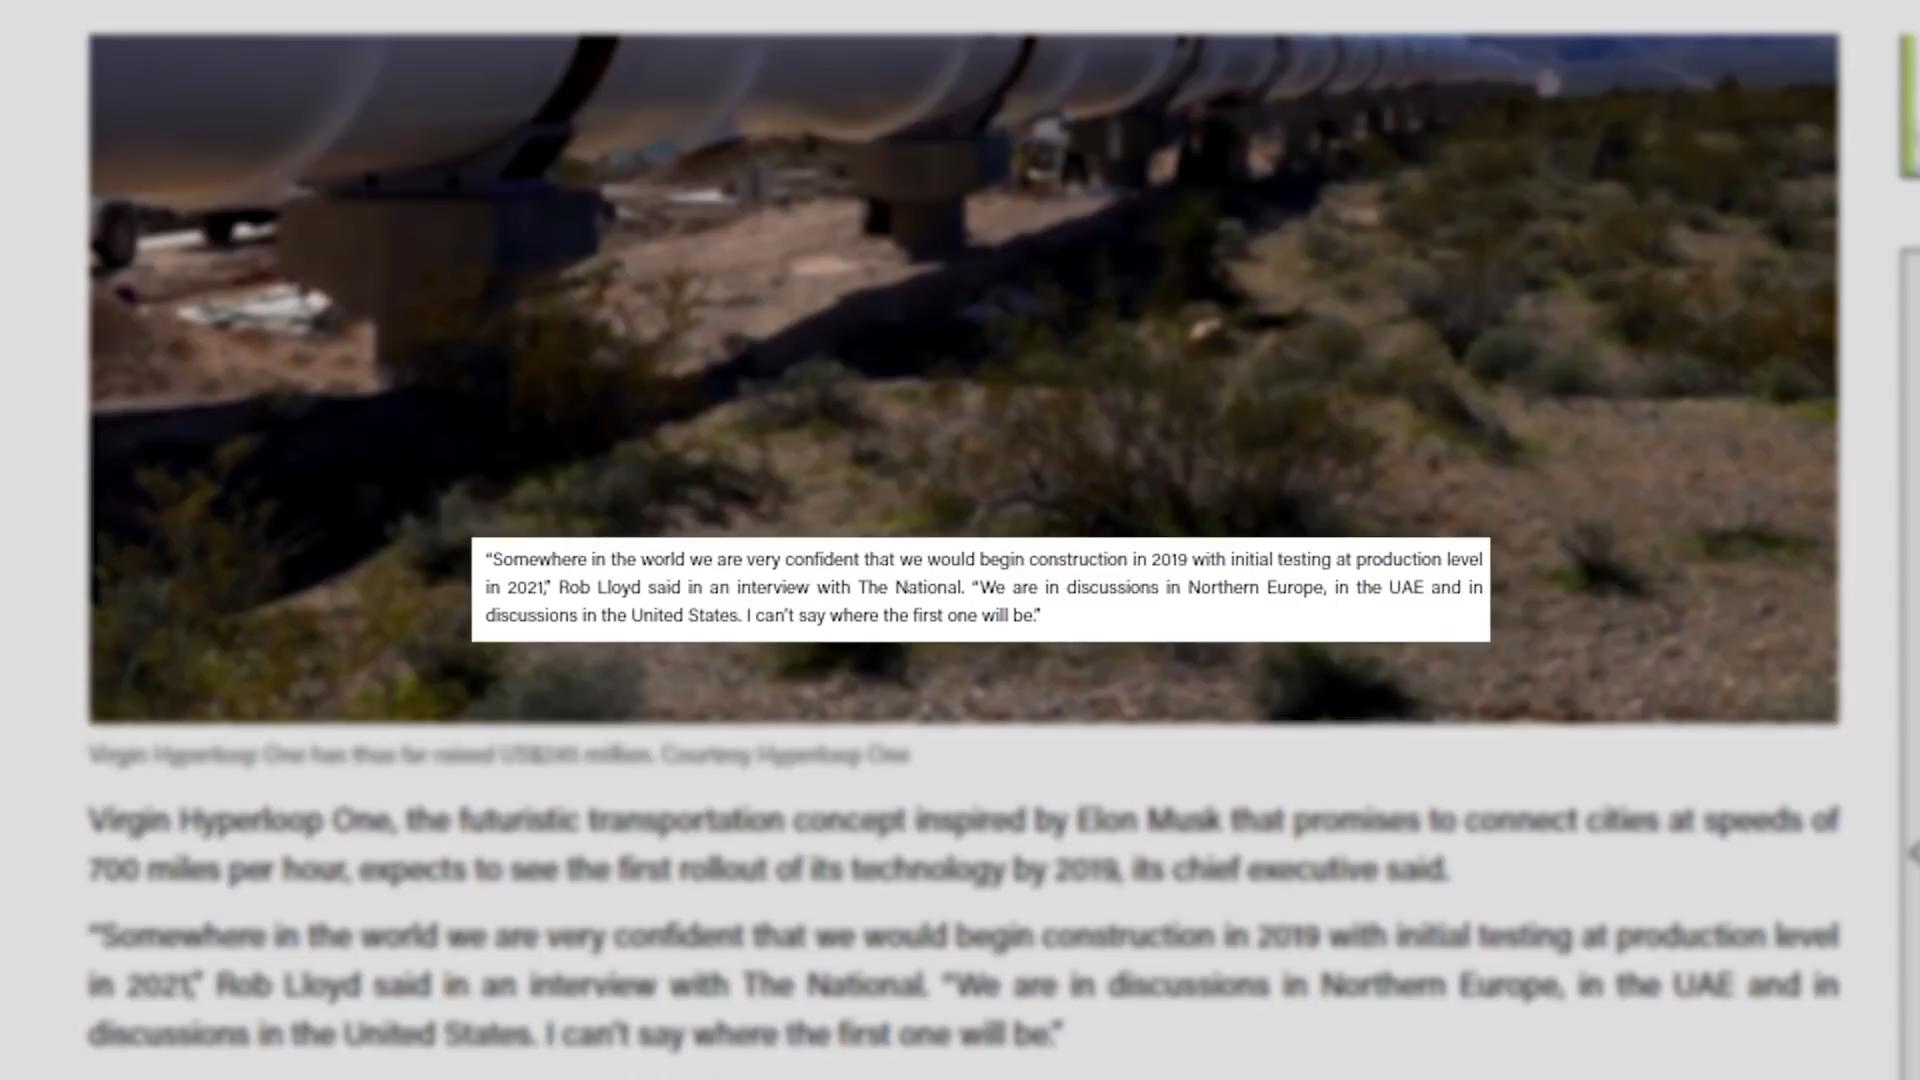 “Somewhere in the world we are very confident that we would begin construction in 2019 with initial testing at production level
in 2021,” Rob Lloyd said in an interview with The National. “We are in discussions in Northern Europe, in the UAE and in
discussions in the United States. I can’t say where the first one will be.”
Virgin Hyperloop One has thus far raised US$245 million. Courtesy Hyperloop One
Virgin Hyperloop One, the futuristic transportation concept inspired by Elon Musk that promises to connect cities at speeds of
700 miles per hour, expects to see the first rollout of its technology by 2019, its chief executive said.
“Somewhere in the world we are very confident that we would begin construction in 2019 with initial testing at production level
in 2021,” Rob Lloyd said in an interview with The National. “We are in discussions in Northern Europe, in the UAE and in
discussions in the United States. I can’t say where the first one will be.”